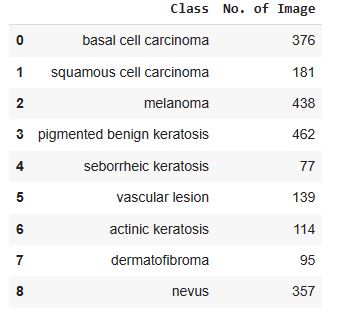 Class No. of Image
0 basal cell carcinoma 376
1 squamous cell carcinoma 181
2 melanoma 438
3 pigmented benign keratosis 462
4 seborrheic keratosis 77
5 vascular lesion 139
6 actinic keratosis 114
7 dermatofibroma 95
8 nevus 357